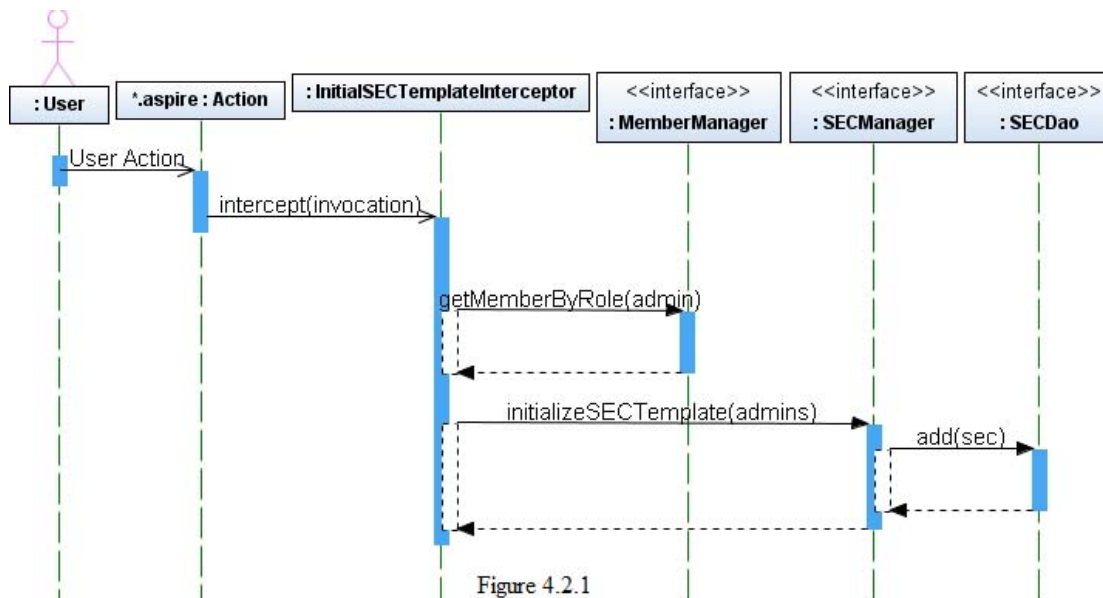 : User
*.aspire : Action
: InitialSECTemplateInterceptor
<<interface>>
: MemberManager
<<interface>>
: SECManager
<<interface>>
: SECDao
User Action
intercept(invocation)
getMemberByRole(admin)
initializeSECTemplate(admins)
add(sec)
Figure 4.2.1